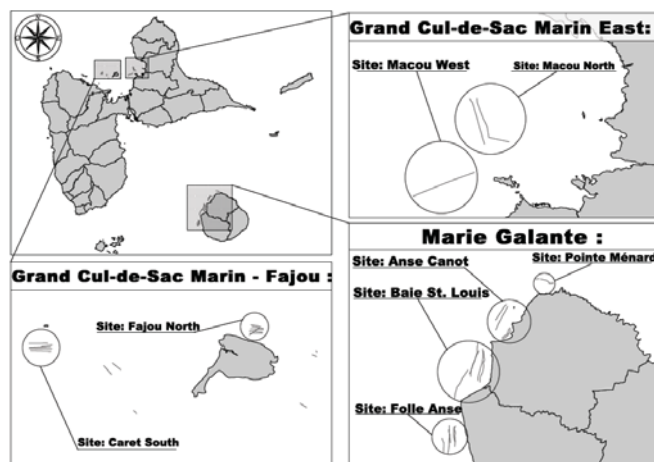 Grand Cul-de-Sac Marin East:
Site: Macou West
Site: Macou North
Marie Galante :
Site: Anse Canot
Site: Pointe Ménard
Site: Baie St. Louis
Site: Folle Anse
Grand Cul-de-Sac Marin - Fajou :
Site: Fajou North
Site: Caret South